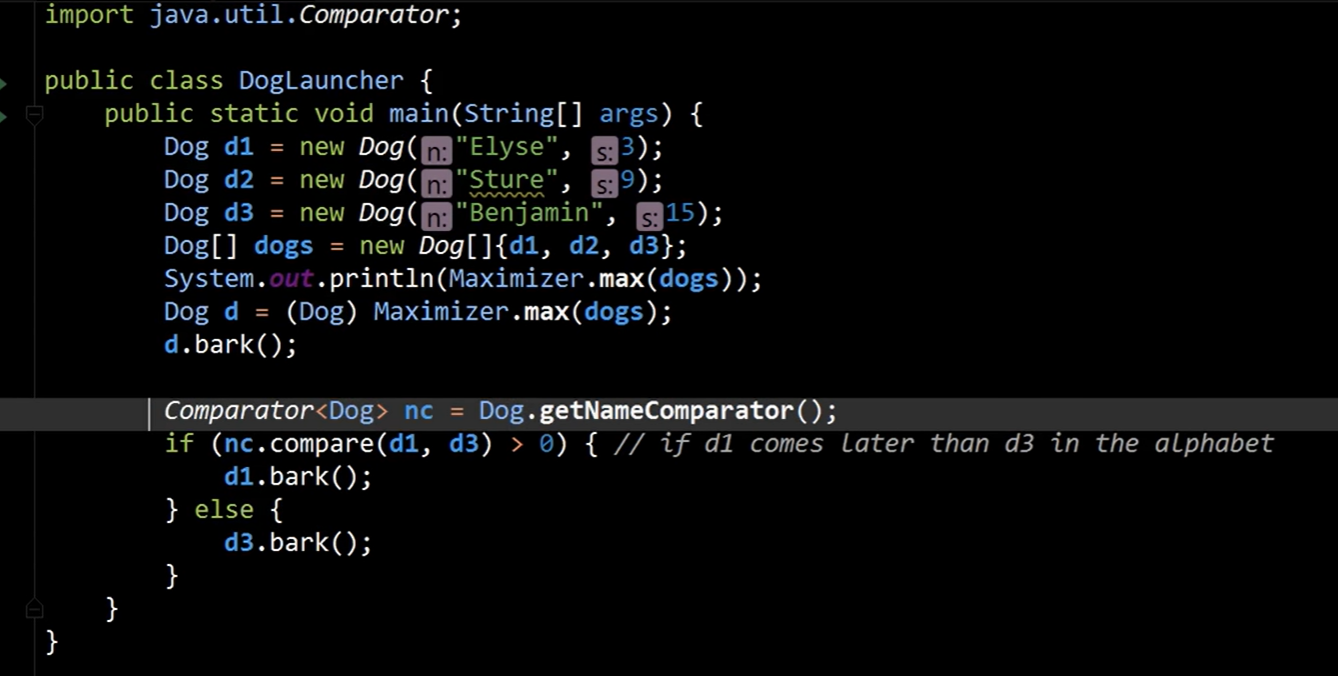 import java.util.Comparator;
public class DogLauncher {
public static void main(String[] args) {
Dog d1 = new Dog(n: "Elyse", s: 3);
Dog d2 = new Dog(n: "Sture", s: 9);
Dog d3 = new Dog(n: "Benjamin", s: 15);
Dog[] dogs = new Dog[]{d1, d2, d3};
System.out.println(Maximizer.max(dogs));
Dog d = (Dog) Maximizer.max(dogs);
d.bark();
Comparator<Dog> nc = Dog.getNameComparator();
if (nc.compare(d1, d3) > 0) { // if d1 comes later than d3 in the alphabet
d1.bark();
} else {
d3.bark();
}
}
}